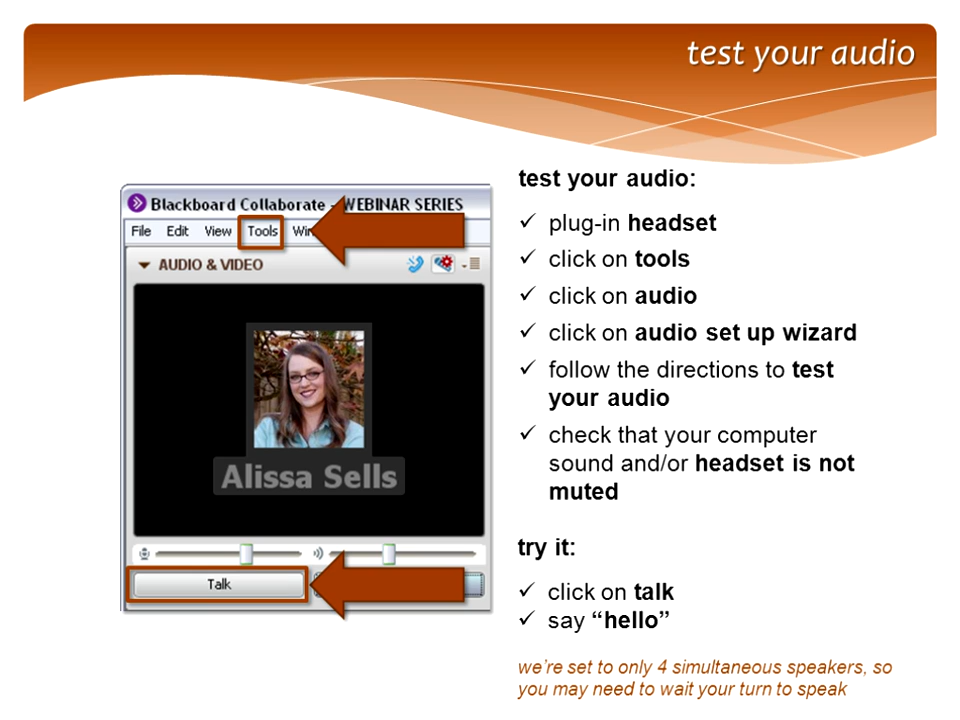 test your audio
test your audio:
Blackboard Collaborate - WEBINAR SERIES
File Edit View Tools
AUDIO & VIDEO
Alissa Sells
Talk
✓ plug-in headset
✓ click on tools
✓ click on audio
✓ click on audio set up wizard
✓ follow the directions to test
your audio
✓ check that your computer
sound and/or headset is not
muted
try it:
✓ click on talk
✓ say “hello”
we’re set to only 4 simultaneous speakers, so
you may need to wait your turn to speak